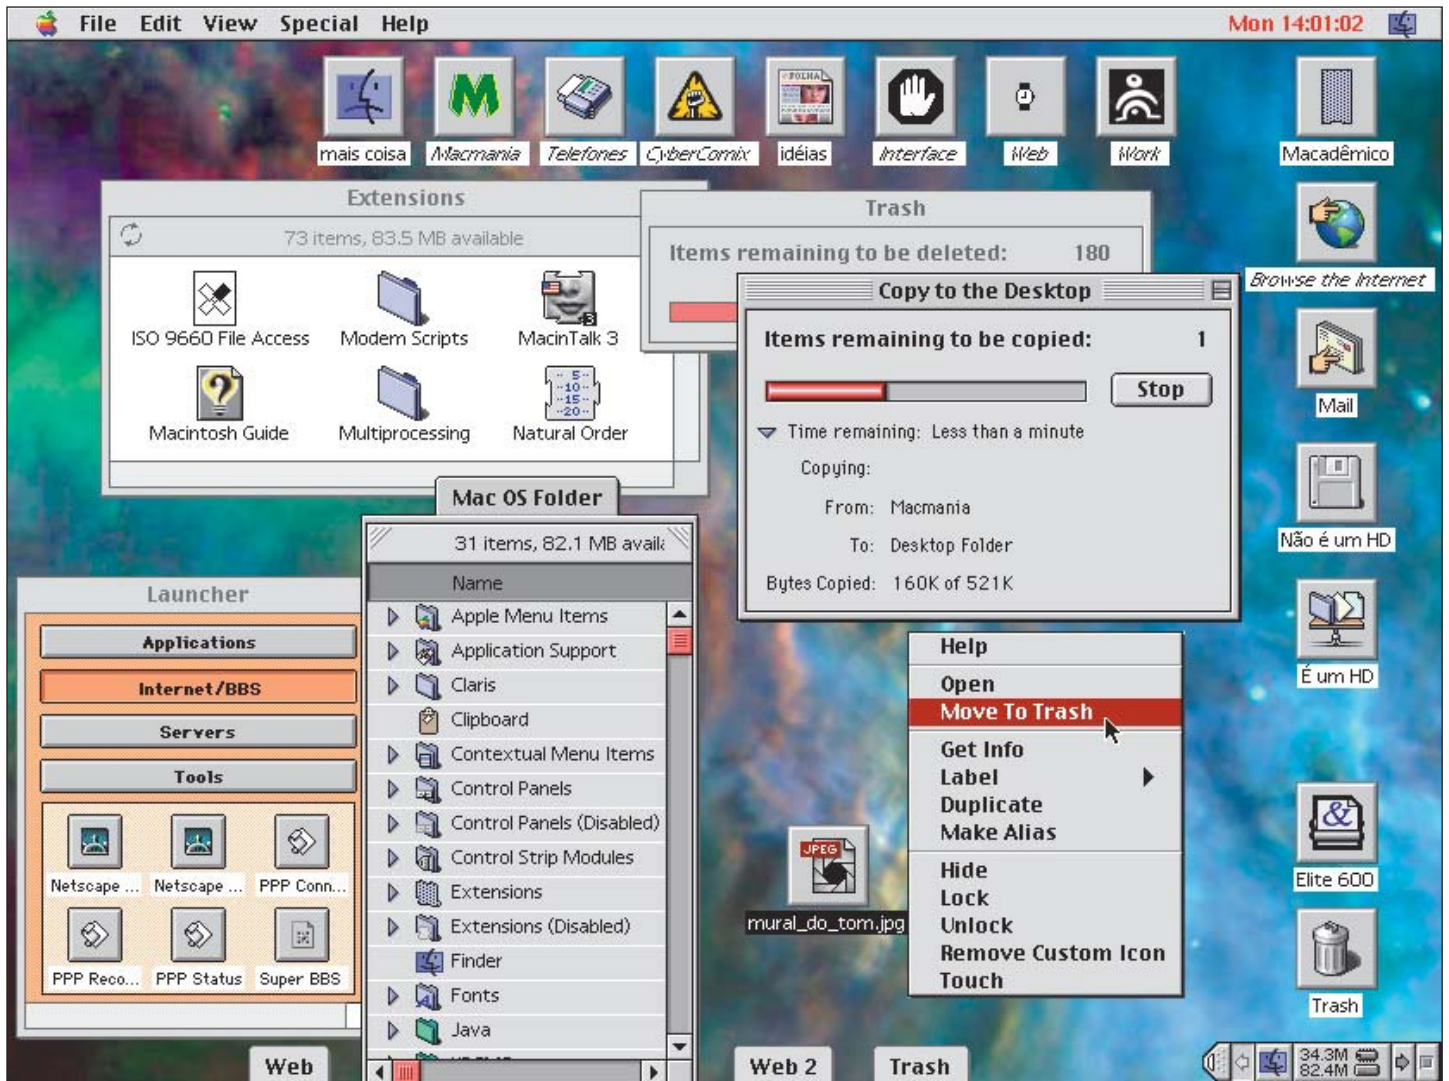 File Edit View Special Help
Mon 14:01:02
mais coisa
Macmania
Telefones
CyberComix
FOLHA
idéias
Interface
Web
Work
Macadêmico
Browse the Internet
Mail
Não é um HD
É um HD
&
Elite 600
Trash
Extensions
73 items, 83.5 MB available
ISO 9660 File Access
Modem Scripts
3
MacinTalk 3
?
Macintosh Guide
Multiprocessing
5
10
15
20
Natural Order
Trash
Items remaining to be deleted: 180
Copy to the Desktop
Items remaining to be copied: 1
Stop
Time remaining: Less than a minute
Copying:
From: Macmania
To: Desktop Folder
Bytes Copied: 160K of 521K
Mac OS Folder
31 items, 82.1 MB availa
Name
Apple Menu Items
Application Support
Claris
Clipboard
Contextual Menu Items
Control Panels
Control Panels (Disabled)
Control Strip Modules
Extensions
Extensions (Disabled)
Finder
Fonts
Java
Launcher
Applications
Internet/BBS
Servers
Tools
Netscape ...
Netscape ...
PPP Conn...
PPP Reco...
PPP Status
Super BBS
Help
Open
Move To Trash
Get Info
Label
Duplicate
Make Alias
Hide
Lock
Unlock
Remove Custom Icon
Touch
JPEG
mural_do_tom.jpg
Web
Web 2
Trash
34.3M
82.4M